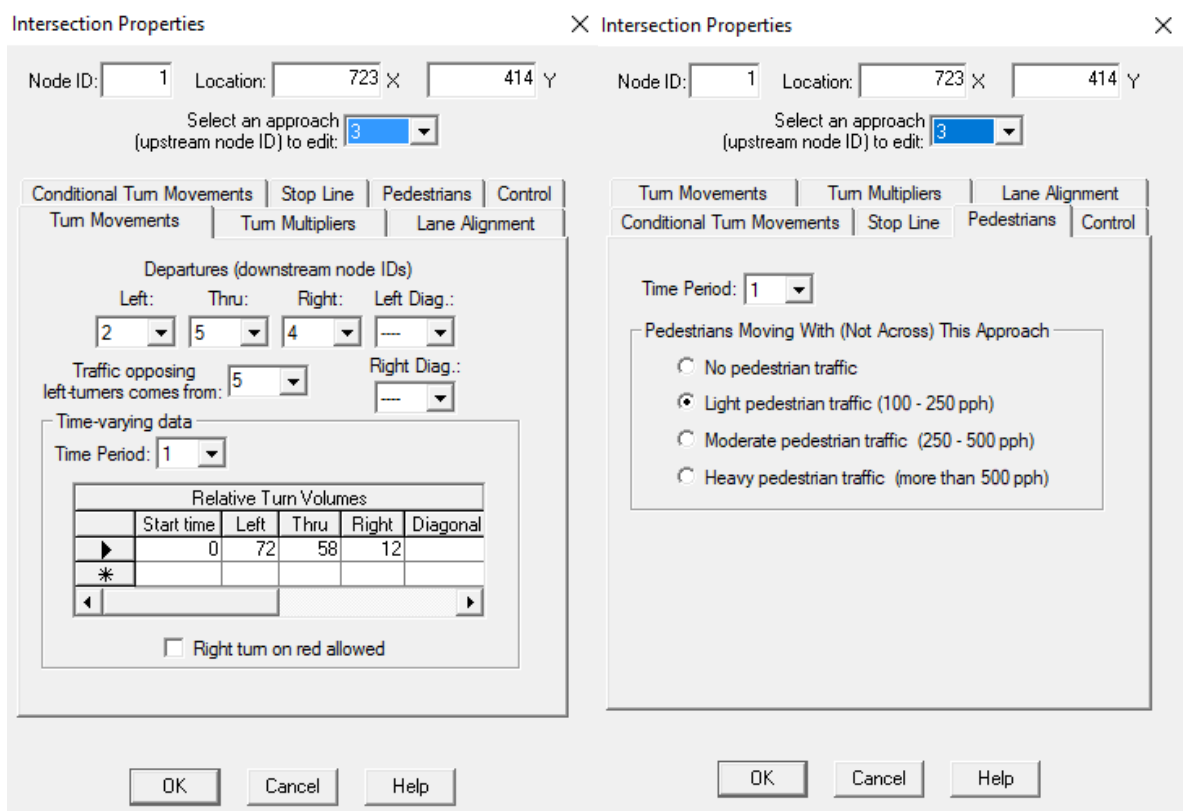 Intersection Properties
Node ID: 1 Location: 723 X 414 Y
Select an approach
(upstream node ID) to edit: 3
Conditional Turn Movements Stop Line Pedestrians Control
Turn Movements Turn Multipliers Lane Alignment
Departures (downstream node IDs)
Left: Thru: Right: Left Diag.:
2 5 4 ----
Traffic opposing
left-turners comes from: 5
Right Diag.:
----
Time-varying data
Time Period: 1
Relative Turn Volumes
Start time Left Thru Right Diagonal
0 72 58 12
Right turn on red allowed
OK Cancel Help
Intersection Properties
Node ID: 1 Location: 723 X 414 Y
Select an approach
(upstream node ID) to edit: 3
Turn Movements Turn Multipliers Lane Alignment
Conditional Turn Movements Stop Line Pedestrians Control
Time Period: 1
Pedestrians Moving With (Not Across) This Approach
No pedestrian traffic
Light pedestrian traffic (100 - 250 pph)
Moderate pedestrian traffic (250 - 500 pph)
Heavy pedestrian traffic (more than 500 pph)
OK Cancel Help